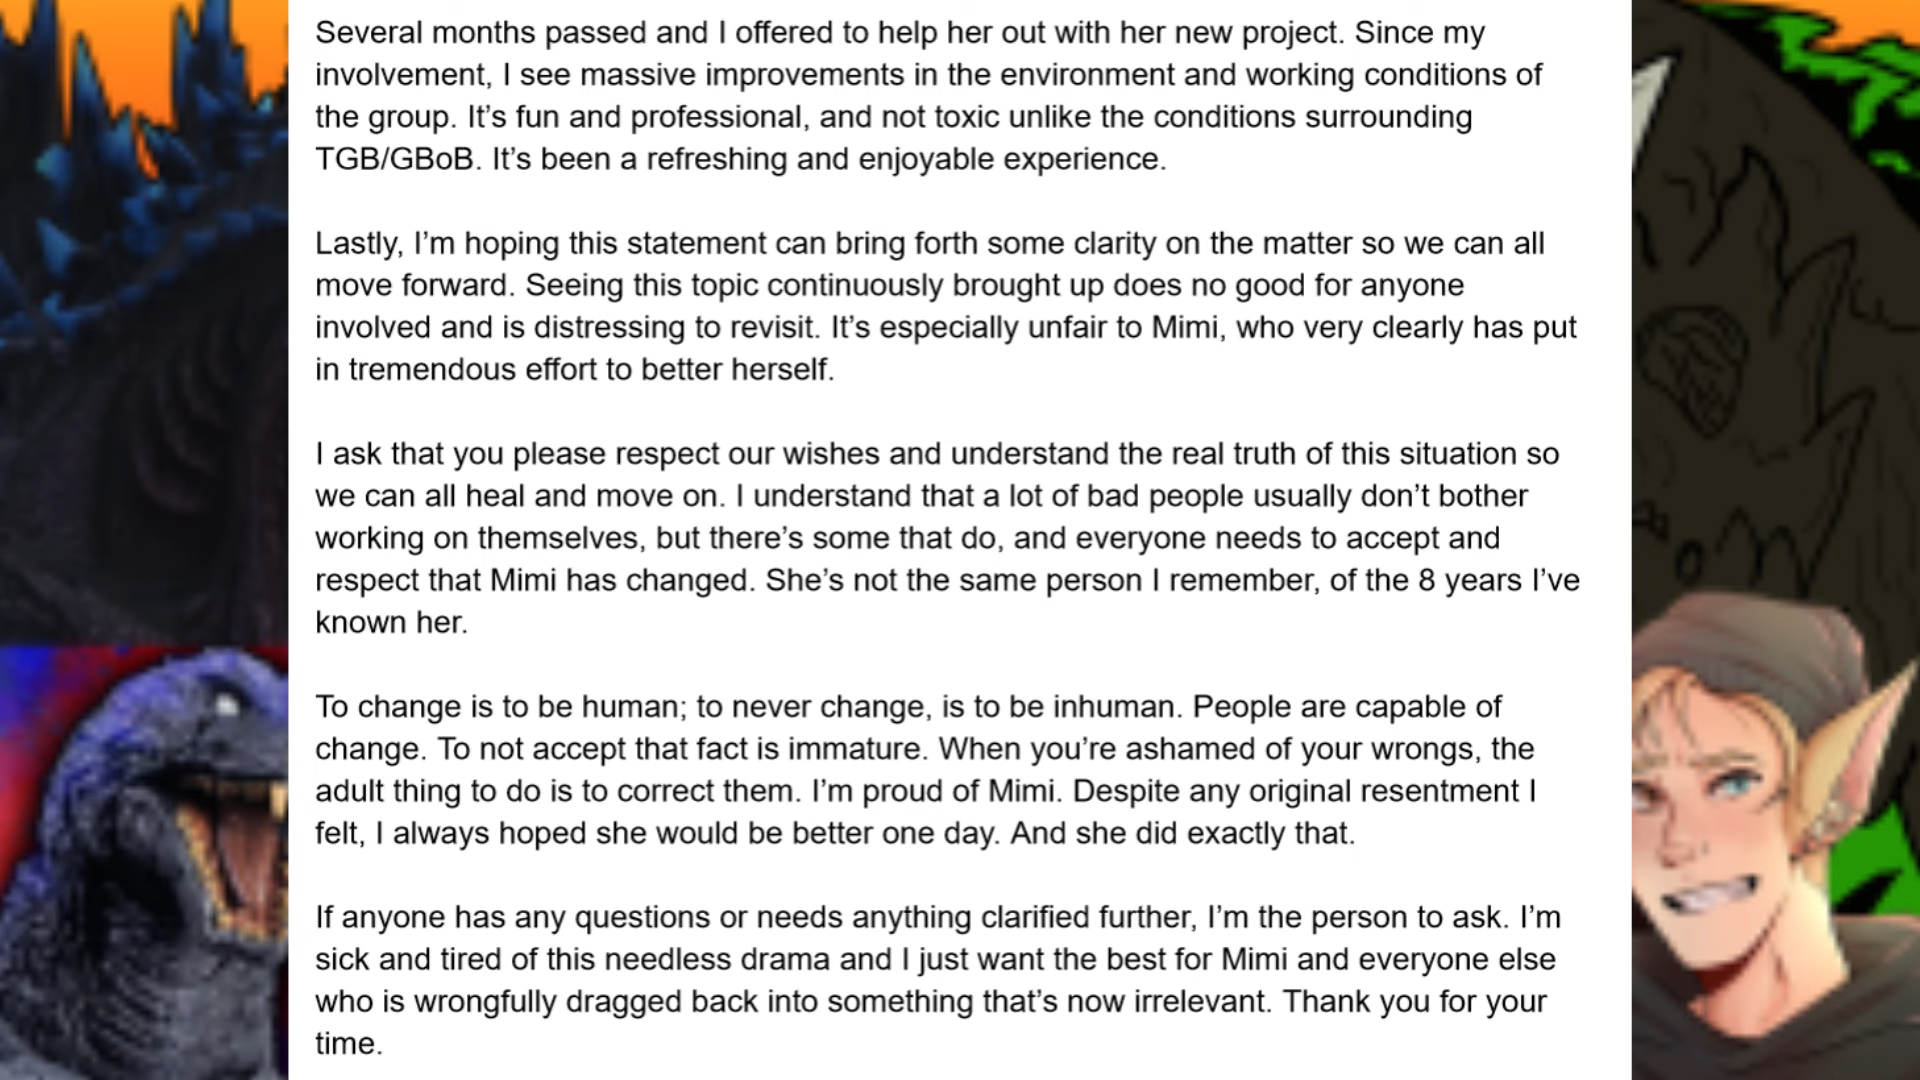 Several months passed and I offered to help her out with her new project. Since my
involvement, I see massive improvements in the environment and working conditions of
the group. It’s fun and professional, and not toxic unlike the conditions surrounding
TGB/GBoB. It’s been a refreshing and enjoyable experience.
Lastly, I’m hoping this statement can bring forth some clarity on the matter so we can all
move forward. Seeing this topic continuously brought up does no good for anyone
involved and is distressing to revisit. It’s especially unfair to Mimi, who very clearly has put
in tremendous effort to better herself.
I ask that you please respect our wishes and understand the real truth of this situation so
we can all heal and move on. I understand that a lot of bad people usually don’t bother
working on themselves, but there’s some that do, and everyone needs to accept and
respect that Mimi has changed. She’s not the same person I remember, of the 8 years I’ve
known her.
To change is to be human; to never change, is to be inhuman. People are capable of
change. To not accept that fact is immature. When you’re ashamed of your wrongs, the
adult thing to do is to correct them. I’m proud of Mimi. Despite any original resentment I
felt, I always hoped she would be better one day. And she did exactly that.
If anyone has any questions or needs anything clarified further, I’m the person to ask. I’m
sick and tired of this needless drama and I just want the best for Mimi and everyone else
who is wrongfully dragged back into something that’s now irrelevant. Thank you for your
time.